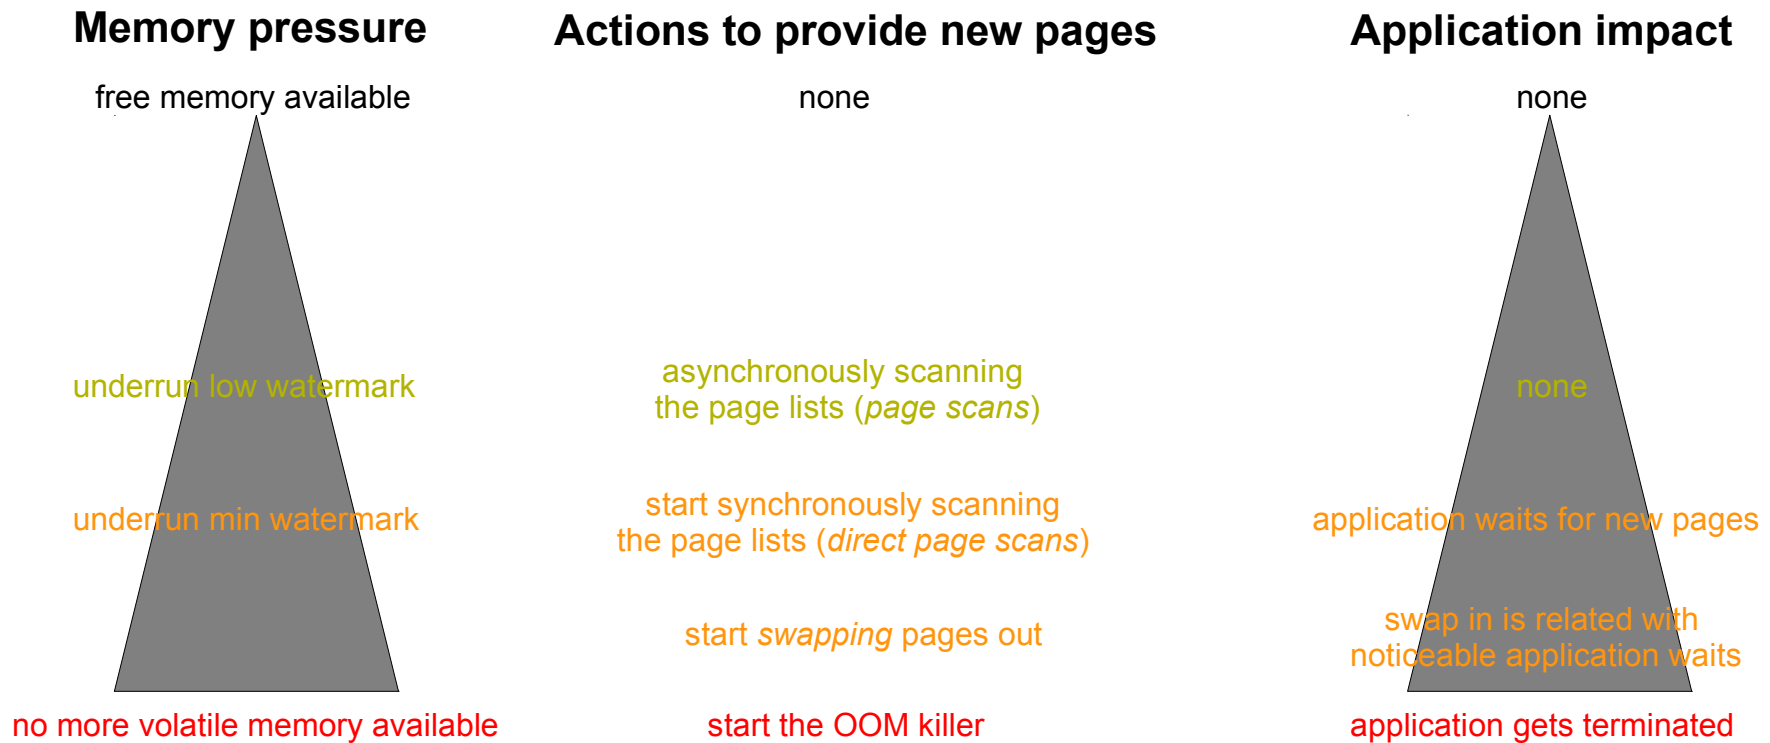 Memory pressure
Actions to provide new pages
Application impact
free memory available
none
none
underrun low watermark
asynchronously scanning
the page lists (page scans)
none
underrun min watermark
start synchronously scanning
the page lists (direct page scans)
application waits for new pages
start swapping pages out
swap in is related with
noticeable application waits
no more volatile memory available
start the OOM killer
application gets terminated